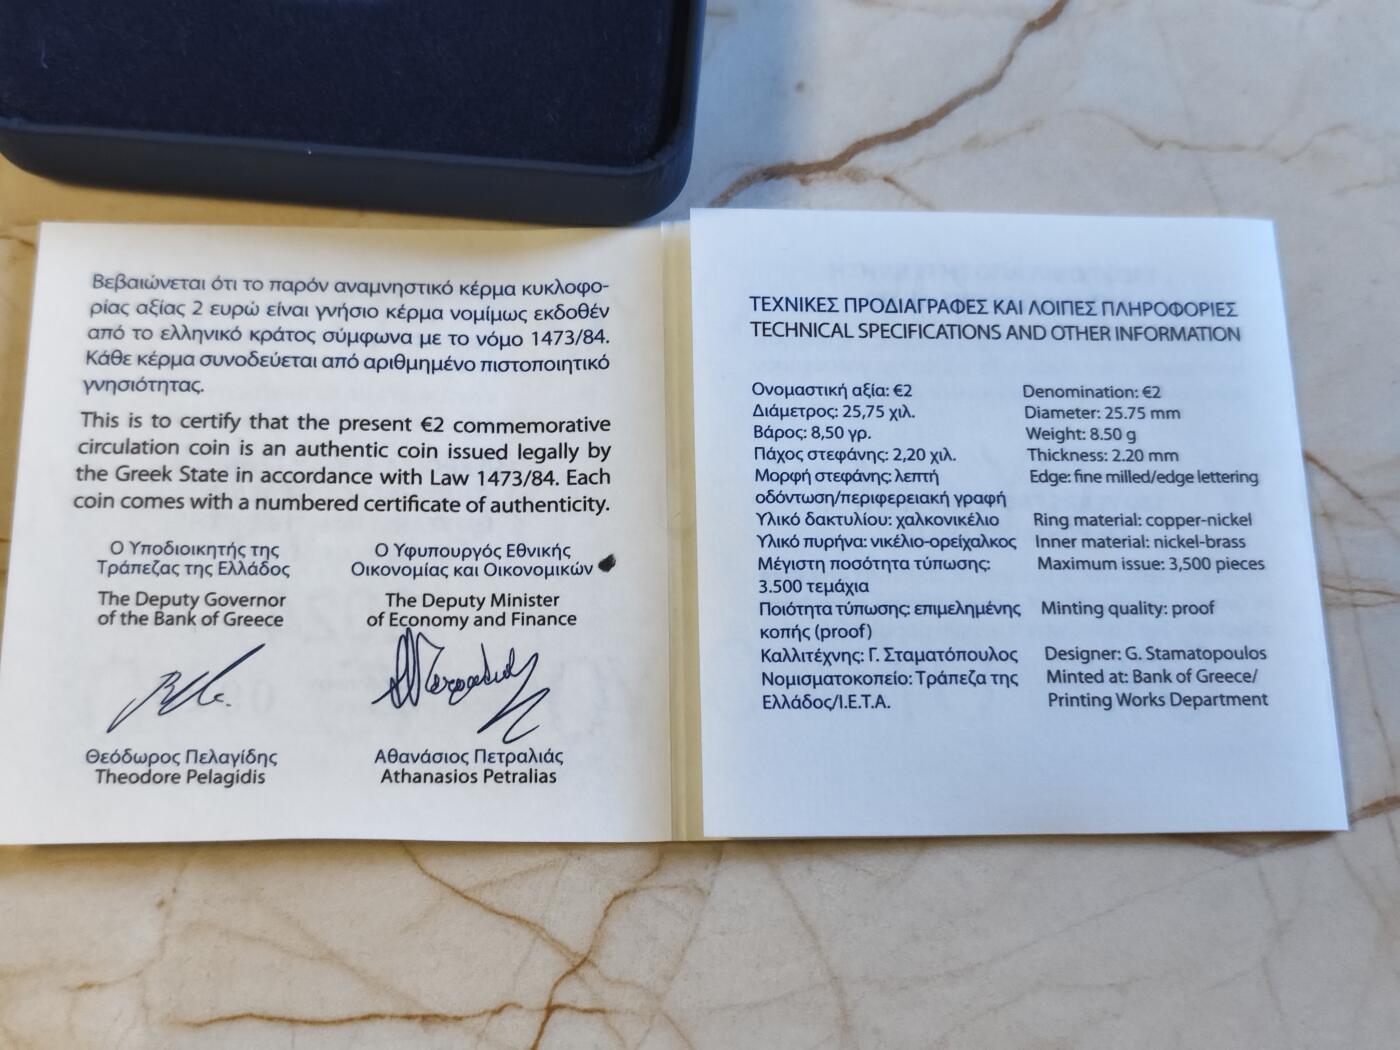 Βεβαιώνεται ότι το παρόν αναμνηστικό κέρμα κυκλοφο-
ρίας αξίας 2 ευρώ είναι γνήσιο κέρμα νομίμως εκδοθέν
από το ελληνικό κράτος σύμφωνα με το νόμο 1473/84.
Κάθε κέρμα συνοδεύεται από αριθμημένο πιστοποιητικό
γνησιότητας.
This is to certify that the present €2 commemorative
circulation coin is an authentic coin issued legally by
the Greek State in accordance with Law 1473/84. Each
coin comes with a numbered certificate of authenticity.
Ο Υποδιοικητής της
Τράπεζας της Ελλάδος
The Deputy Governor
of the Bank of Greece
Θεόδωρος Πελαγίδης
Theodore Pelagidis
Ο Υφυπουργός Εθνικής
Οικονομίας και Οικονομικών
The Deputy Minister
of Economy and Finance
Αθανάσιος Πετραλιάς
Athanasios Petralias
ΤΕΧΝΙΚΕΣ ΠΡΟΔΙΑΓΡΑΦΕΣ ΚΑΙ ΛΟΙΠΕΣ ΠΛΗΡΟΦΟΡΙΕΣ
TECHNICAL SPECIFICATIONS AND OTHER INFORMATION
Ονομαστική αξία: €2
Διάμετρος: 25,75 χιλ.
Βάρος: 8,50 γρ.
Πάχος στεφάνης: 2,20 χιλ.
Μορφή στεφάνης: λεπτή
οδόντωση/περιφερειακή γραφή
Υλικό δακτυλίου: χαλκονικέλιο
Υλικό πυρήνα: νικέλιο-ορείχαλκος
Μέγιστη ποσότητα τύπωσης:
3.500 τεμάχια
Ποιότητα τύπωσης: επιμελημένης
κοπής (proof)
Καλλιτέχνης: Γ. Σταματόπουλος
Νομισματοκοπείο: Τράπεζα της
Ελλάδος/Ι.Ε.Τ.Α.
Denomination: €2
Diameter: 25.75 mm
Weight: 8.50 g
Thickness: 2.20 mm
Edge: fine milled/edge lettering
Ring material: copper-nickel
Inner material: nickel-brass
Maximum issue: 3,500 pieces
Minting quality: proof
Designer: G. Stamatopoulos
Minted at: Bank of Greece/
Printing Works Department